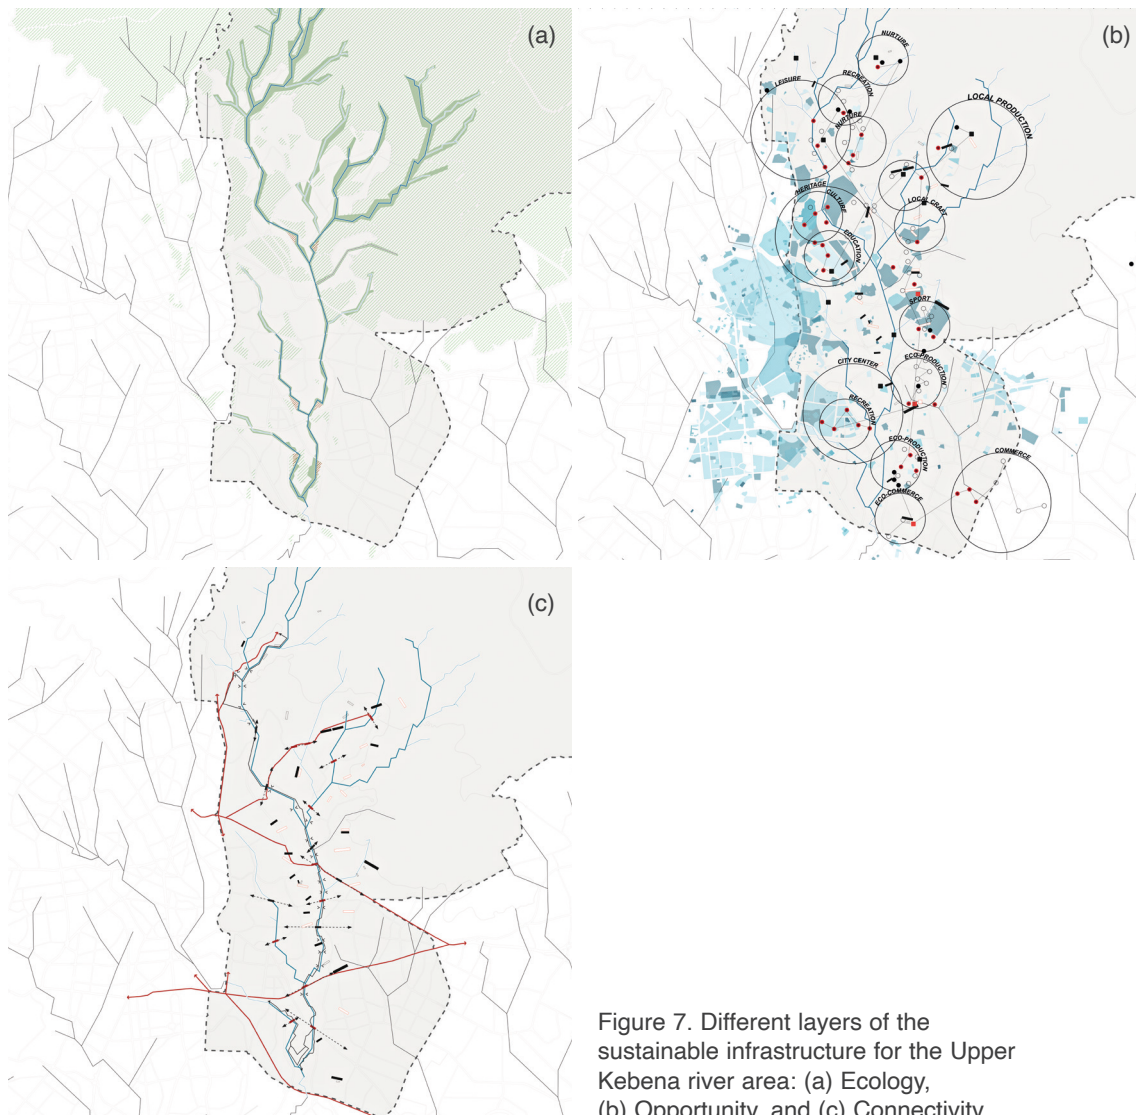 (a)
(b)
NURTURE
RECREATION
LEISURE
LOCAL PRODUCTION
NURTURE
HERITAGE
CULTURE
LOCAL CRAFT
EDUCATION
SPORT
ECO-PRODUCTION
CITY CENTER
RECREATION
ECO-PRODUCTION
COMMERCE
ECO-COMMERCE
(c)
Figure 7. Different layers of the
sustainable infrastructure for the Upper
Kebena river area: (a) Ecology,
(b) Opportunity, and (c) Connectivity